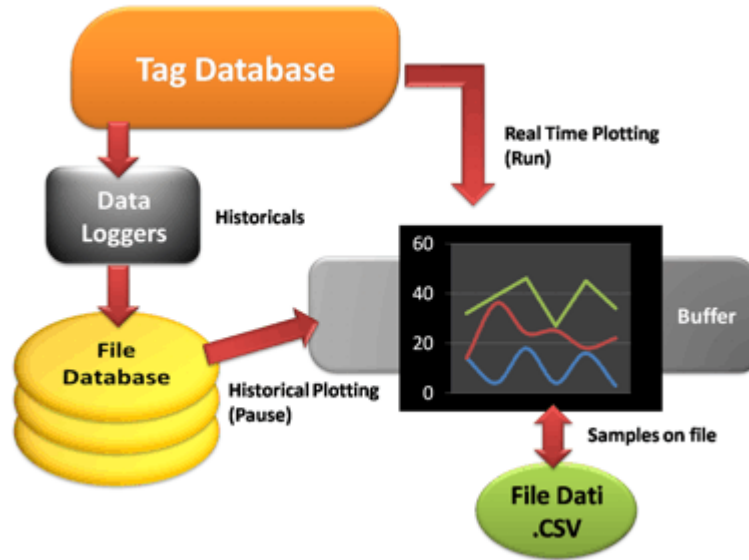 Tag Database
Real Time Plotting
(Run)
Data
Loggers
Historicals
60
40
20
0
Buffer
File
Database
Historical Plotting
(Pause)
Samples on file
File Dati
.CSV